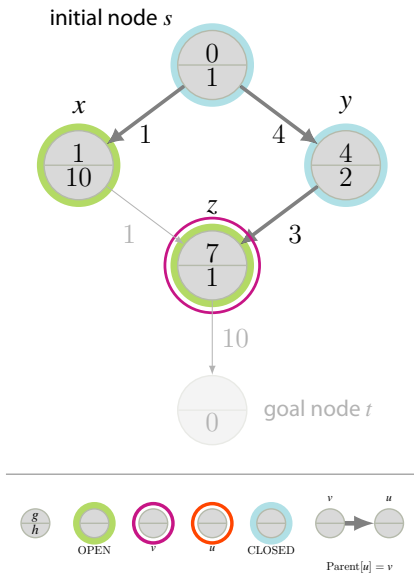 initial node s
0
1
x
y
1
4
1
10
4
2
z
1
3
7
1
10
0
goal node t
v
u
g
h
OPEN
v
u
CLOSED
Parent[u] = v